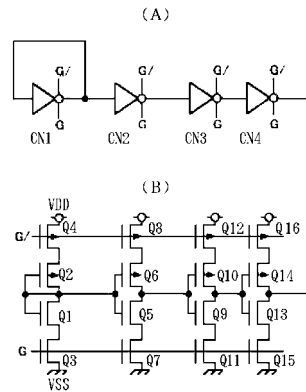 (A)
G/ G/ G/ G/
G G G G
CN1 CN2 CN3 CN4
(B)
VDD
G/ Q4 Q8 Q12 Q16
Q2 Q6 Q10 Q14
Q1 Q5 Q9 Q13
G
Q3 Q7 Q11 Q15
VSS